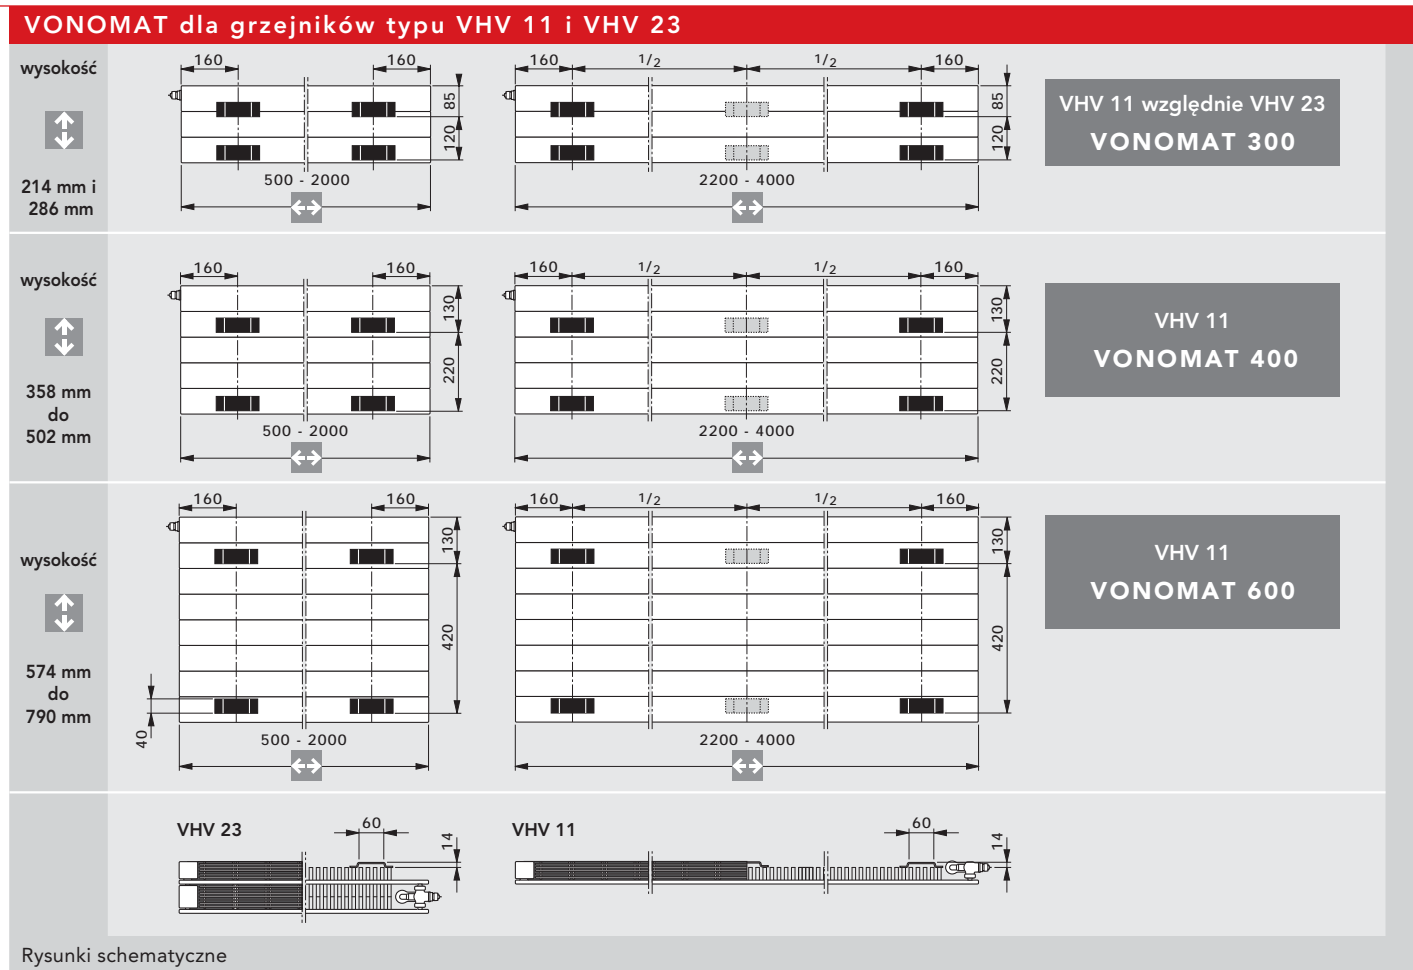 VONOMAT dla grzejników typu VHV 11 i VHV 23
wysokość
214 mm i
286 mm
160
160
85
120
500 - 2000
160
1/2
1/2
160
85
120
2200 - 4000
VHV 11 względnie VHV 23
VONOMAT 300
wysokość
358 mm
do
502 mm
160
160
130
220
500 - 2000
160
1/2
1/2
160
130
220
2200 - 4000
VHV 11
VONOMAT 400
wysokość
574 mm
do
790 mm
160
160
130
420
40
500 - 2000
160
1/2
1/2
160
130
420
2200 - 4000
VHV 11
VONOMAT 600
VHV 23
60
14
VHV 11
60
14
Rysunki schematyczne